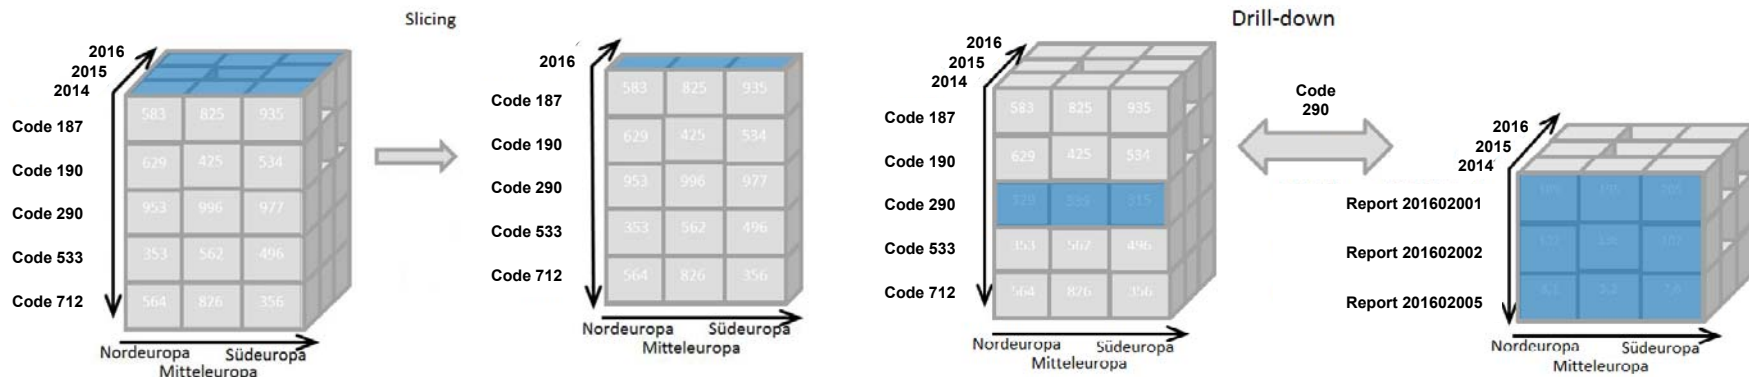 Slicing
2016
2015
2014
Code 187
Code 190
Code 290
Code 533
Code 712
583 825 935
629 425 534
953 996 977
353 562 496
564 826 356
Nordeuropa Südeuropa
Mitteleuropa
2016
Code 187
Code 190
Code 290
Code 533
Code 712
583 825 935
629 425 534
953 996 977
353 562 496
564 826 356
Nordeuropa Südeuropa
Mitteleuropa
Drill-down
2016
2015
2014
Code 187
Code 190
Code 290
Code 533
Code 712
583 825 935
629 425 534
315
353 562 496
564 826 356
Nordeuropa Südeuropa
Mitteleuropa
Code
290
2016
2015
2014
Report 201602001
Report 201602002
Report 201602005
Nordeuropa Südeuropa
Mitteleuropa